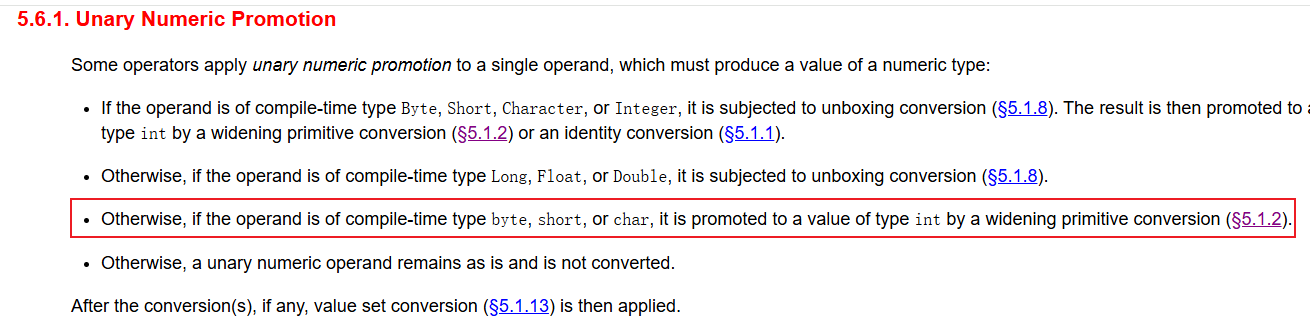 5.6.1. Unary Numeric Promotion
Some operators apply unary numeric promotion to a single operand, which must produce a value of a numeric type:
• If the operand is of compile-time type Byte, Short, Character, or Integer, it is subjected to unboxing conversion (§5.1.8). The result is then promoted to
type int by a widening primitive conversion (§5.1.2) or an identity conversion (§5.1.1).
• Otherwise, if the operand is of compile-time type Long, Float, or Double, it is subjected to unboxing conversion (§5.1.8).
• Otherwise, if the operand is of compile-time type byte, short, or char, it is promoted to a value of type int by a widening primitive conversion (§5.1.2).
• Otherwise, a unary numeric operand remains as is and is not converted.
After the conversion(s), if any, value set conversion (§5.1.13) is then applied.